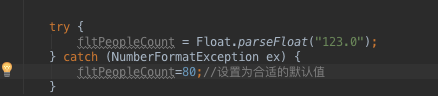 try {
fltPeopleCount = Float.parseFloat("123.0");
} catch (NumberFormatException ex) {
fltPeopleCount=80;//设置为合适的默认值
}